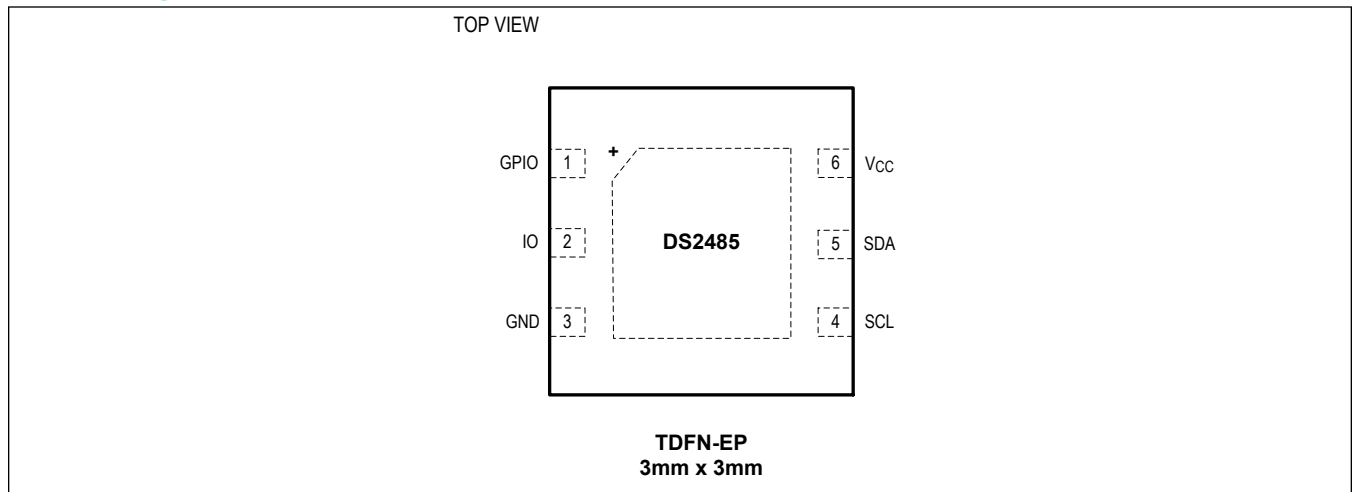 TOP VIEW
+
GPIO 1
6 VCC
IO 2
DS2485
5 SDA
GND 3
4 SCL
TDFN-EP
3mm x 3mm